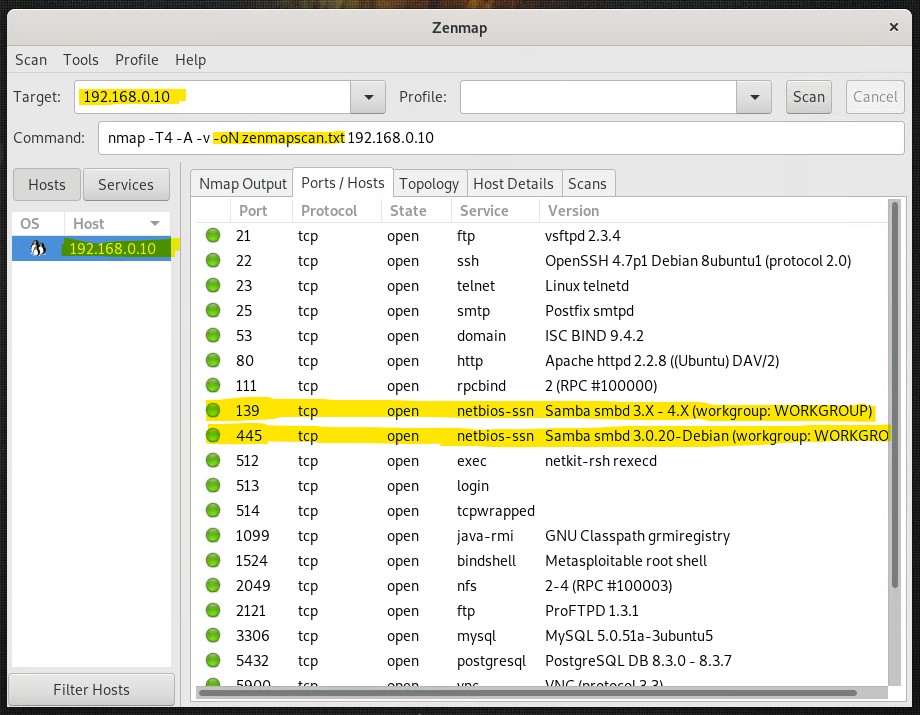 Zenmap
×
Scan Tools Profile Help
Target: 192.168.0.10 Profile: Scan Cancel
Command: nmap -T4 -A -v -oN zenmapscan.txt 192.168.0.10
Hosts Services
OS Host
192.168.0.10
Filter Hosts
Nmap Output Ports / Hosts Topology Host Details Scans
Port Protocol State Service Version
21 tcp open ftp vsftpd 2.3.4
22 tcp open ssh OpenSSH 4.7p1 Debian 8ubuntu1 (protocol 2.0)
23 tcp open telnet Linux telnetd
25 tcp open smtp Postfix smtpd
53 tcp open domain ISC BIND 9.4.2
80 tcp open http Apache httpd 2.2.8 ((Ubuntu) DAV/2)
111 tcp open rpcbind 2 (RPC #100000)
139 tcp open netbios-ssn Samba smbd 3.X - 4.X (workgroup: WORKGROUP)
445 tcp open netbios-ssn Samba smbd 3.0.20-Debian (workgroup: WORKGRO
512 tcp open exec netkit-rsh rexecd
513 tcp open login
514 tcp open tcpwrapped
1099 tcp open java-rmi GNU Classpath grmiregistry
1524 tcp open bindshell Metasploitable root shell
2049 tcp open nfs 2-4 (RPC #100003)
2121 tcp open ftp ProFTPD 1.3.1
3306 tcp open mysql MySQL 5.0.51a-3ubuntu5
5432 tcp open postgresql PostgreSQL DB 8.3.0 - 8.3.7
5900 tcp open vnc VNC (protocol 3.3)